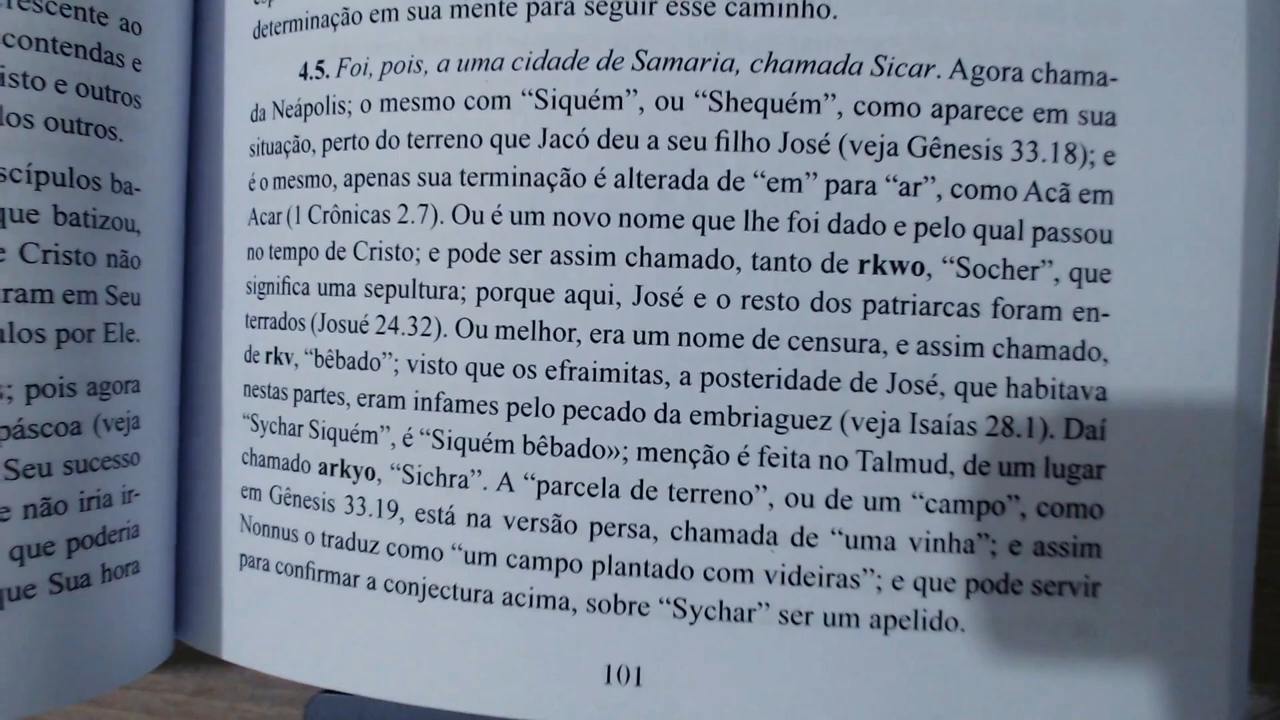 rescente ao
contendas e
isto e outros
los outros.
scípulos ba-
que batizou,
e Cristo não
ram em Seu
ulos por Ele.
; pois agora
páscoa (veja
Seu sucesso
e não iria ir-
que poderia
que Sua hora
determinação em sua mente para seguir esse caminho.
4.5. Foi, pois, a uma cidade de Samaria, chamada Sicar. Agora chama-
da Neápolis; o mesmo com “Siquém”, ou “Shequém”, como aparece em sua
situação, perto do terreno que Jacó deu a seu filho José (veja Gênesis 33.18); e
é o mesmo, apenas sua terminação é alterada de “em” para “ar”, como Acã em
Acar (1 Crônicas 2.7). Ou é um novo nome que lhe foi dado e pelo qual passou
no tempo de Cristo; e pode ser assim chamado, tanto de rkwo, “Socher”, que
significa uma sepultura; porque aqui, José e o resto dos patriarcas foram en-
terrados (Josué 24.32). Ou melhor, era um nome de censura, e assim chamado,
de rkv, “bêbado”; visto que os efraimitas, a posteridade de José, que habitava
nestas partes, eram infames pelo pecado da embriaguez (veja Isaías 28.1). Daí
“Sychar Siquém”, é “Siquém bêbado»; menção é feita no Talmud, de um lugar
chamado arkyo, “Sichra”. A “parcela de terreno”, ou de um “campo”, como
em Gênesis 33.19, está na versão persa, chamada de “uma vinha”; e assim
Nonnus o traduz como “um campo plantado com videiras”; e que pode servir
para confirmar a conjectura acima, sobre “Sychar” ser um apelido.
101